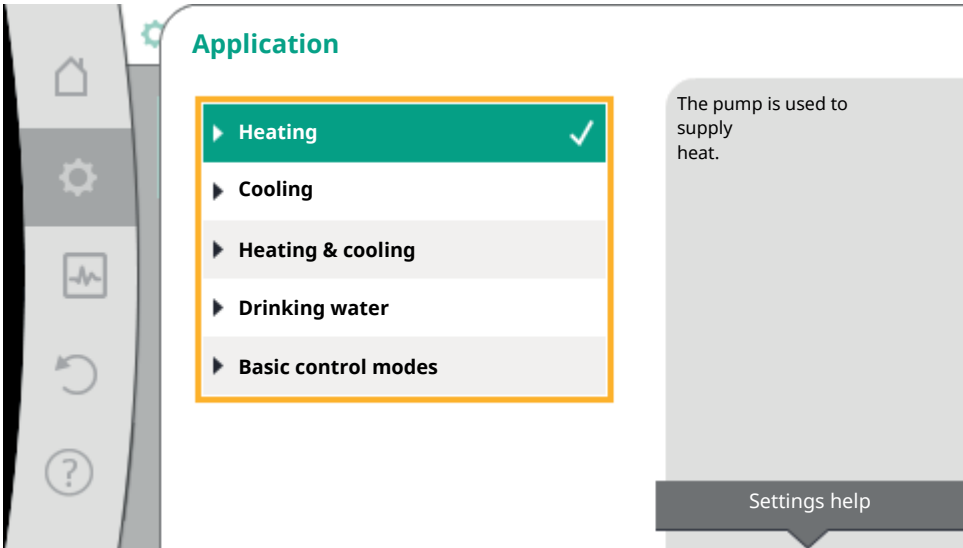 Application
Heating
Cooling
Heating & cooling
Drinking water
Basic control modes
The pump is used to
supply
heat.
Settings help
?